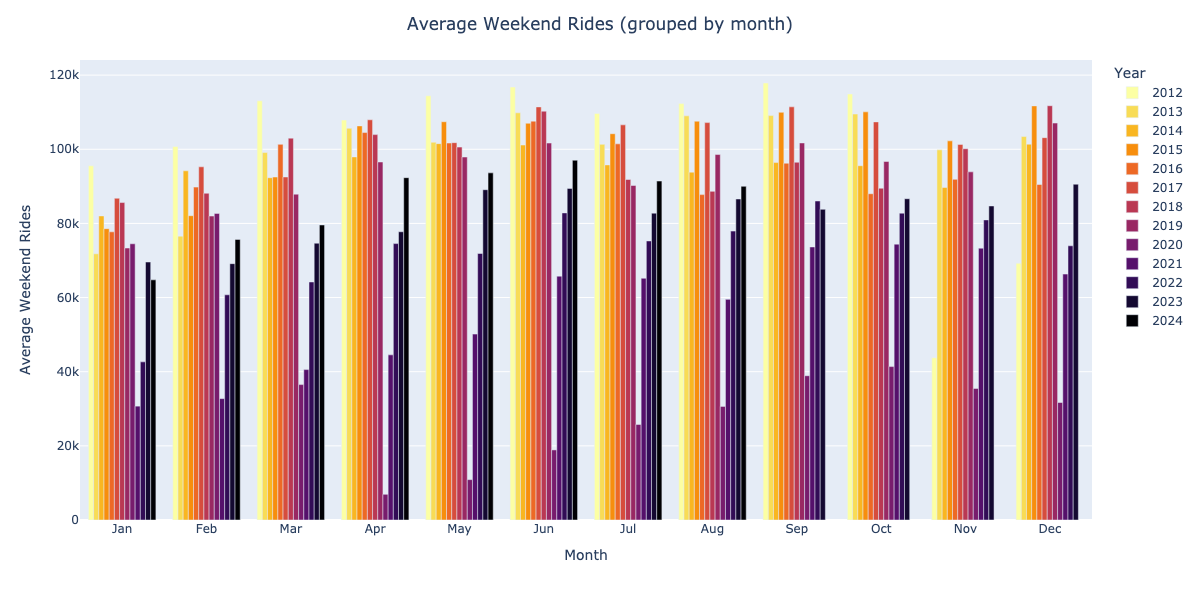 Average Weekend Rides (grouped by month)
Average Weekend Rides
120k
100k
80k
60k
40k
20k
0
Jan Feb Mar Apr May Jun Jul Aug Sep Oct Nov Dec
Month
Year
2012
2013
2014
2015
2016
2017
2018
2019
2020
2021
2022
2023
2024